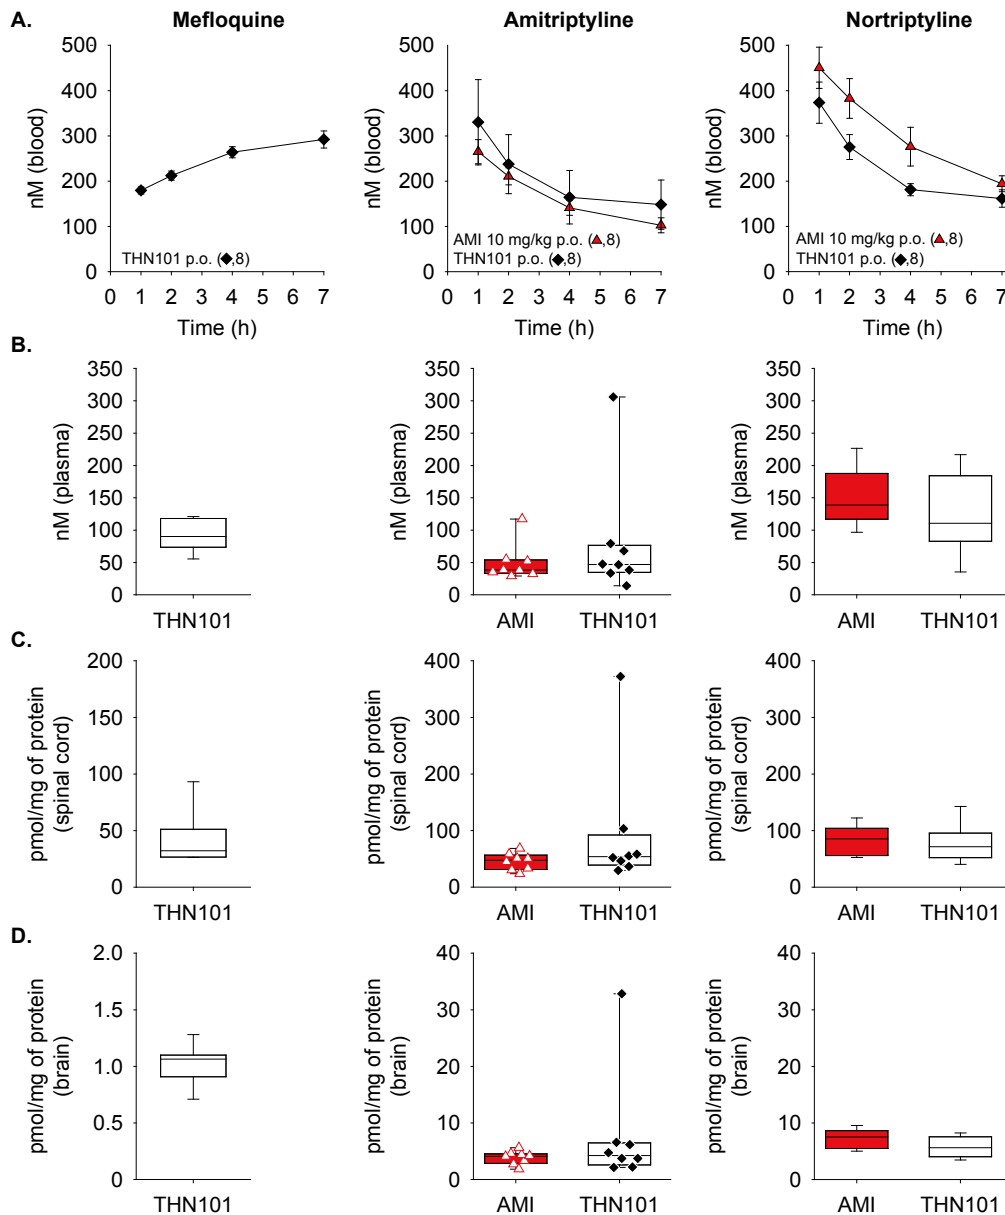 A.
Mefloquine
Amitriptyline
Nortriptyline
nM (blood)
500
400
300
200
100
0
THN101 p.o. (◆,8)
0 1 2 3 4 5 6 7
Time (h)
nM (blood)
500
400
300
200
100
0
AMI 10 mg/kg p.o. (▲,8)
THN101 p.o. (◆,8)
0 1 2 3 4 5 6 7
Time (h)
nM (blood)
500
400
300
200
100
0
AMI 10 mg/kg p.o. (▲,8)
THN101 p.o. (◆,8)
0 1 2 3 4 5 6 7
Time (h)
B.
nM (plasma)
350
300
250
200
150
100
50
0
THN101
nM (plasma)
350
300
250
200
150
100
50
0
AMI THN101
nM (plasma)
350
300
250
200
150
100
50
0
AMI THN101
C.
pmol/mg of protein
(spinal cord)
200
150
100
50
0
THN101
pmol/mg of protein
(spinal cord)
400
300
200
100
0
AMI THN101
pmol/mg of protein
(spinal cord)
400
300
200
100
0
AMI THN101
D.
pmol/mg of protein
(brain)
2.0
1.5
1.0
0.5
0
THN101
pmol/mg of protein
(brain)
40
30
20
10
0
AMI THN101
pmol/mg of protein
(brain)
40
30
20
10
0
AMI THN101